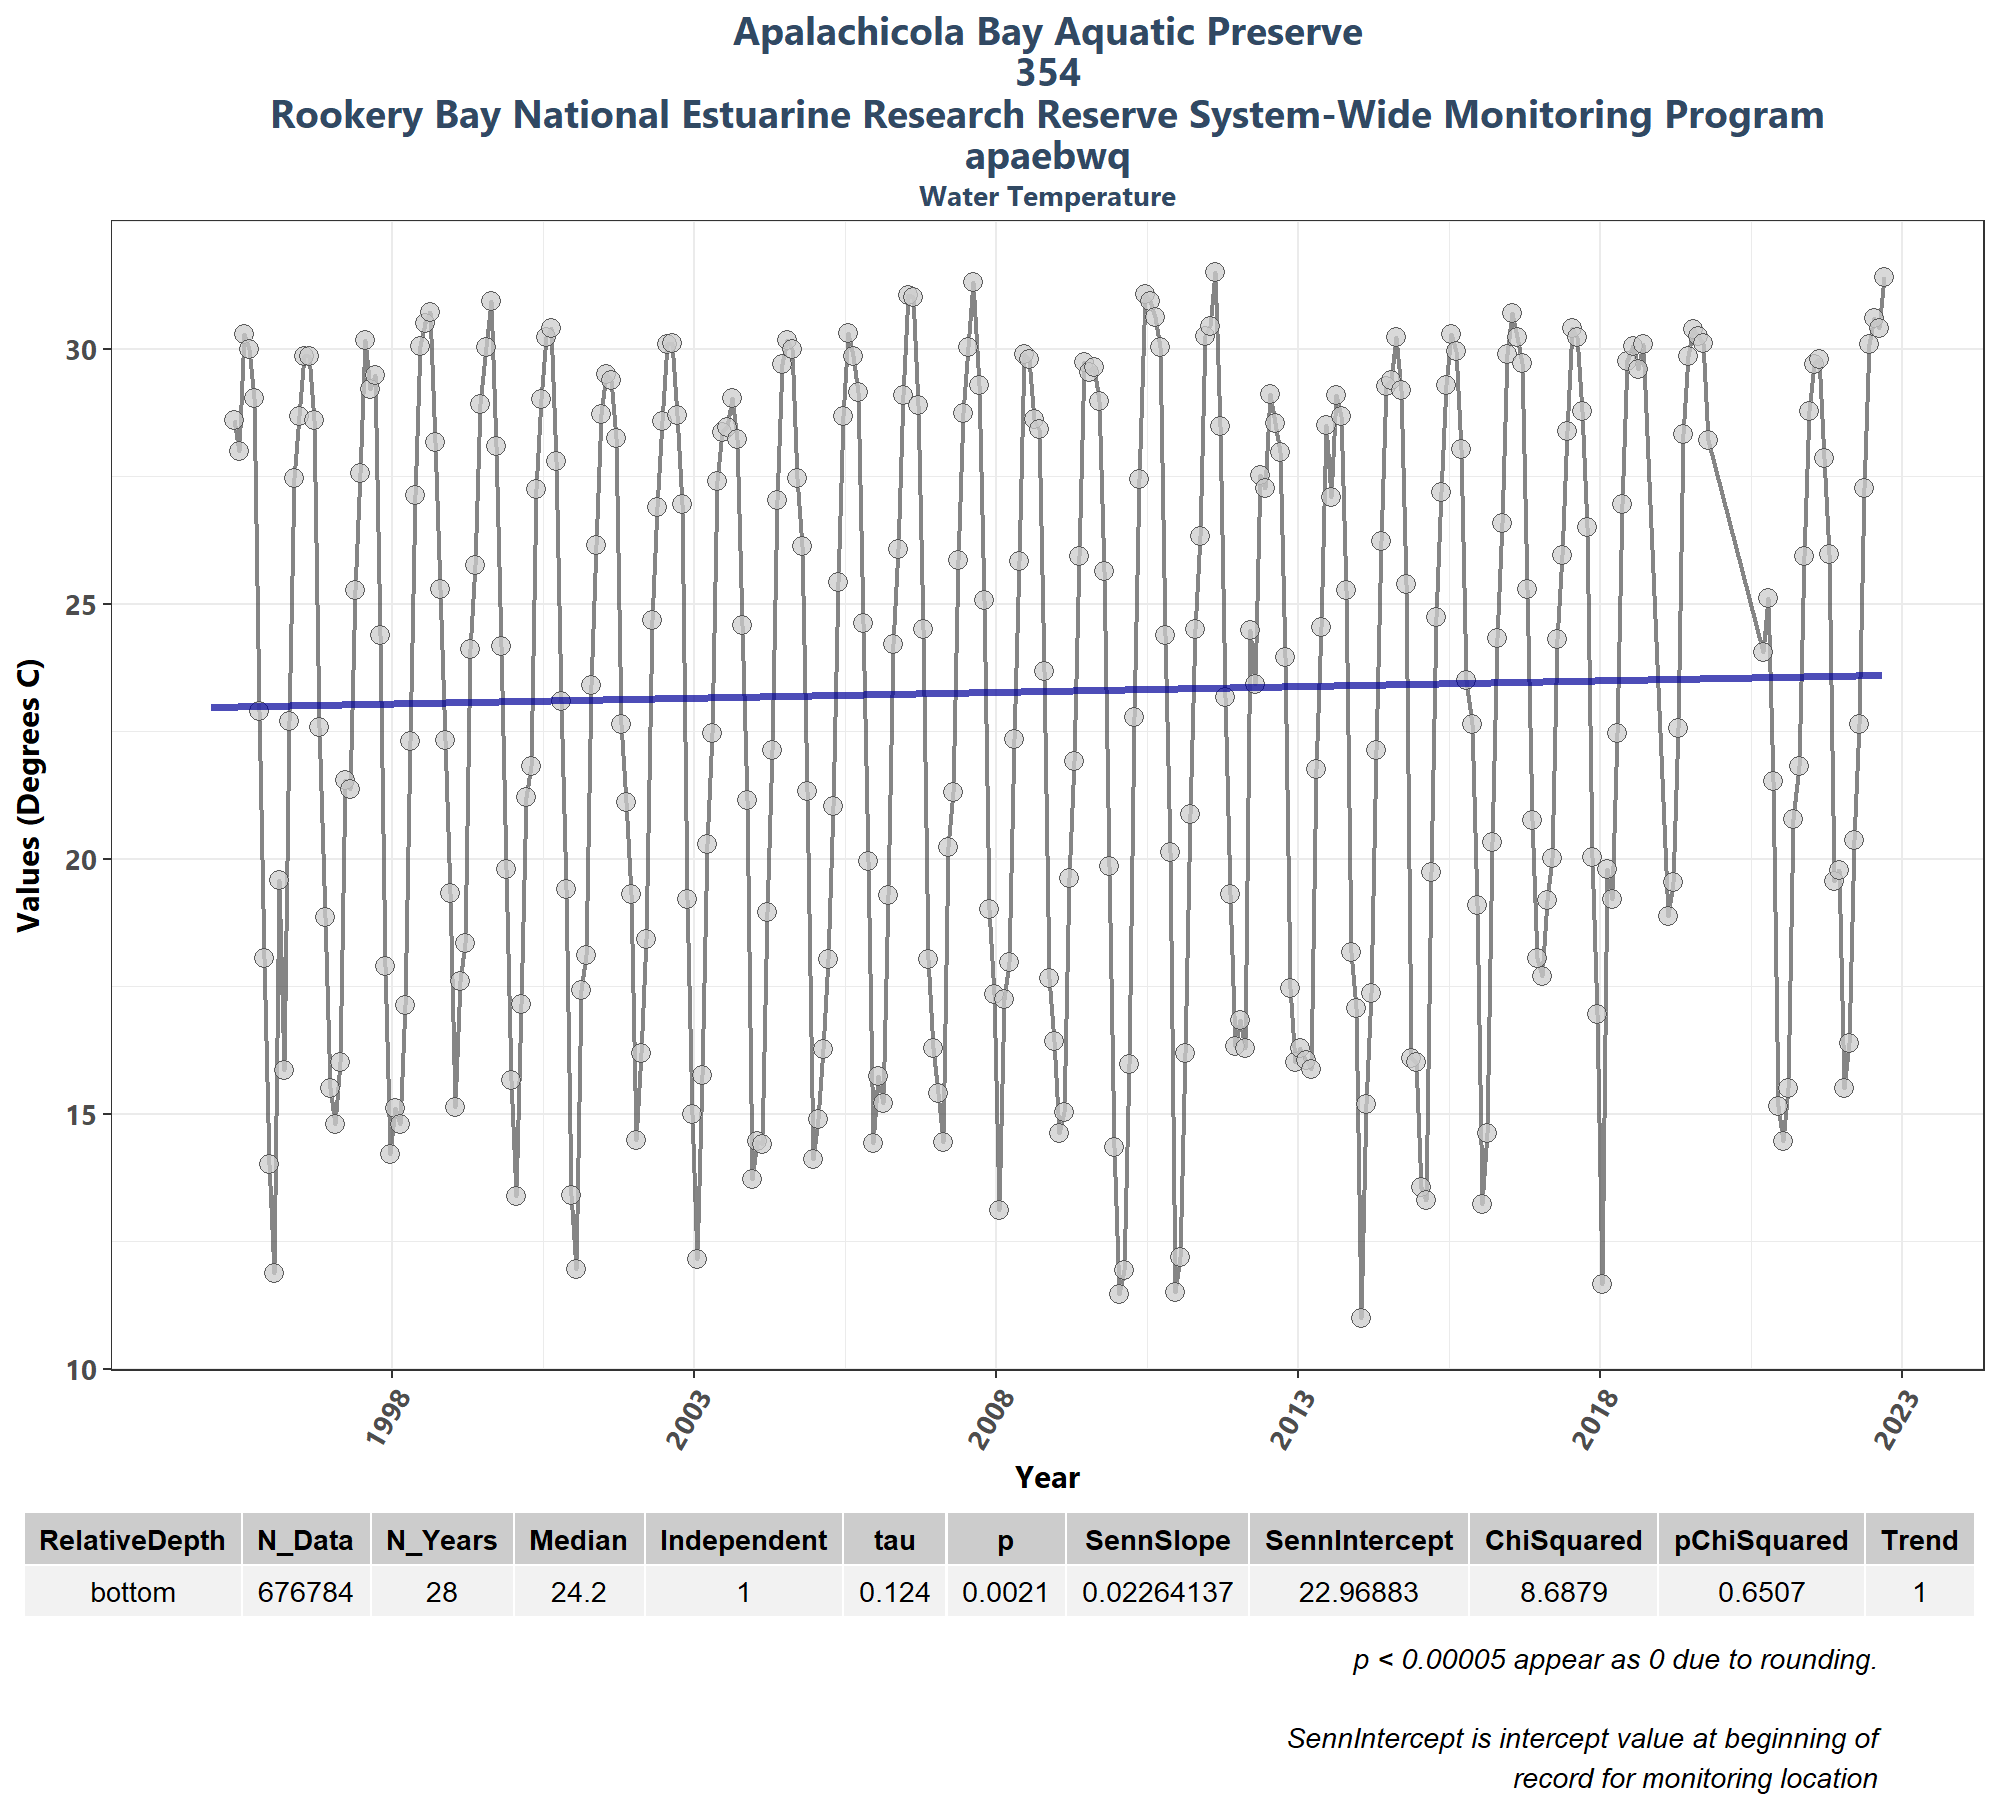 Apalachicola Bay Aquatic Preserve
354
Rookery Bay National Estuarine Research Reserve System-Wide Monitoring Program
apaebwq
Water Temperature
Values (Degrees C)
30
25
20
15
10
1998
2003
2008
2013
2018
2023
Year
RelativeDepth N_Data N_Years Median Independent tau p SennSlope SennIntercept ChiSquared pChiSquared Trend
bottom 676784 28 24.2 1 0.124 0.0021 0.02264137 22.96883 8.6879 0.6507 1
p < 0.00005 appear as 0 due to rounding.
SennIntercept is intercept value at beginning of
record for monitoring location